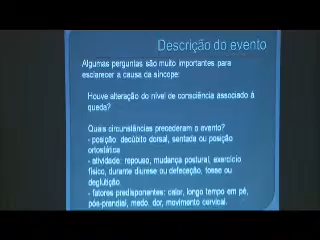 Descrição do evento
Algumas perguntas são muito importantes para
esclarecer a causa da síncope:
Houve alteração do nível de consciência associado à
queda?
Quais circunstâncias precederam o evento?
- posição: decúbito dorsal, sentada ou posição
ortostática
- atividade: repouso, mudança postural, exercício
físico, durante diurese ou defecação, tosse ou
deglutição
- fatores predisponentes: calor, longo tempo em pé,
pós-prandial, medo, dor, movimento cervical.